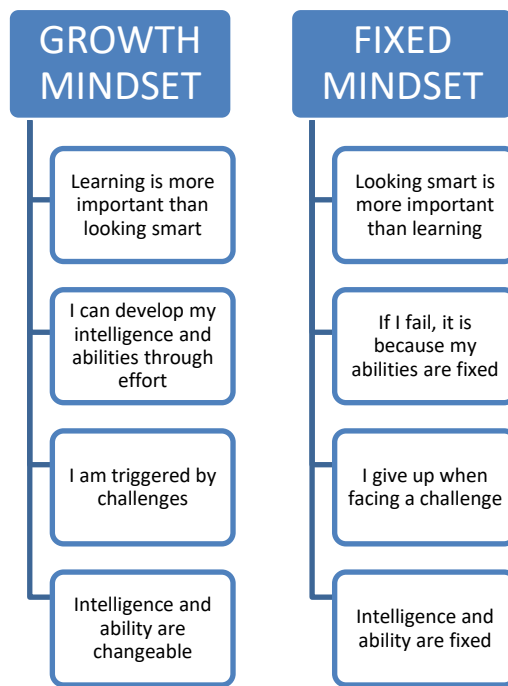 GROWTH
MINDSET
Learning is more
important than
looking smart
I can develop my
intelligence and
abilities through
effort
I am triggered by
challenges
Intelligence and
ability are
changeable
FIXED
MINDSET
Looking smart is
more important
than learning
If I fail, it is
because my
abilities are fixed
I give up when
facing a challenge
Intelligence and
ability are fixed